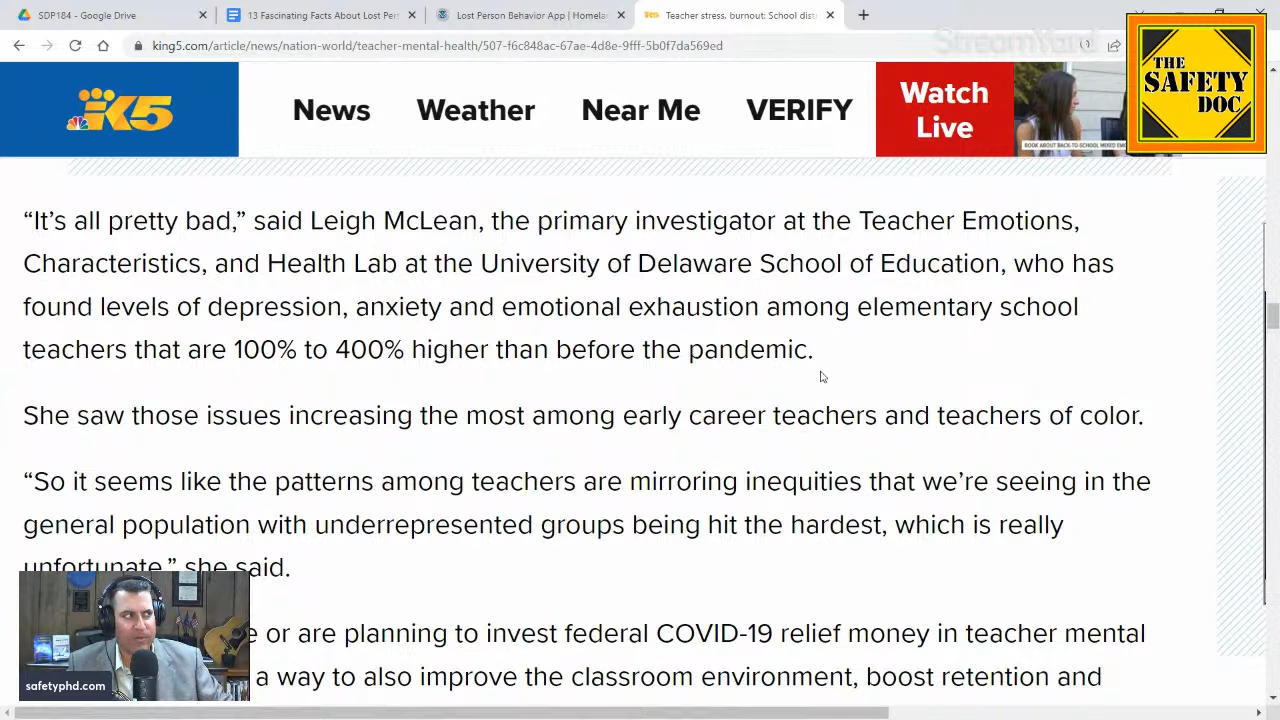 SDP184 - Google Drive
13 Fascinating Facts About Lost P
Lost Person Behavior App | Homela
Teacher stress, burnout: School dist
king5.com/article/news/nation-world/teacher-mental-health/507-f6c848ac-67ae-4d8e-9fff-5b0f7da569ed
StreamYard
THE
SAFETY
DOC
K5
News
Weather
Near Me
VERIFY
Watch
Live
BOOK ABOUT BACK-TO-SCHOOL MIXED EMO
“It’s all pretty bad,” said Leigh McLean, the primary investigator at the Teacher Emotions,
Characteristics, and Health Lab at the University of Delaware School of Education, who has
found levels of depression, anxiety and emotional exhaustion among elementary school
teachers that are 100% to 400% higher than before the pandemic.
She saw those issues increasing the most among early career teachers and teachers of color.
“So it seems like the patterns among teachers are mirroring inequities that we’re seeing in the
general population with underrepresented groups being hit the hardest, which is really
unfortunate,” she said.
e or are planning to invest federal COVID-19 relief money in teacher mental
a way to also improve the classroom environment, boost retention and
safetyphd.com